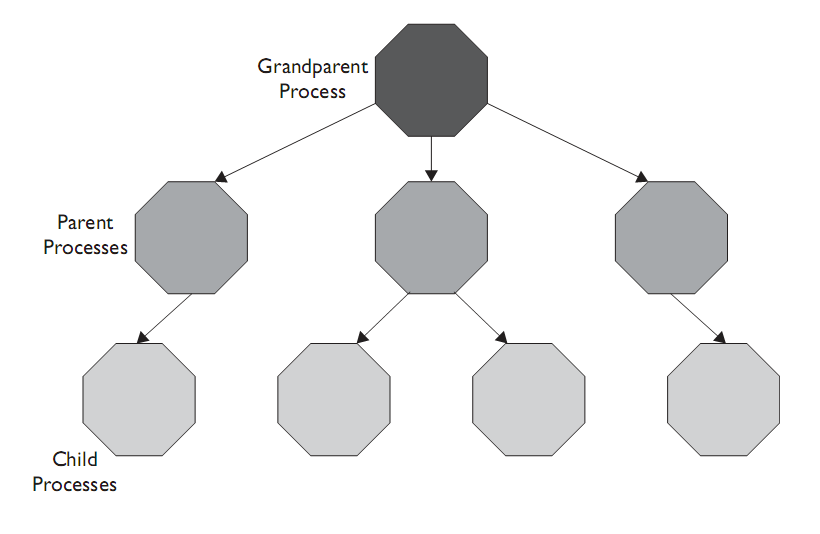 Grandparent
Process
Parent
Processes
Child
Processes